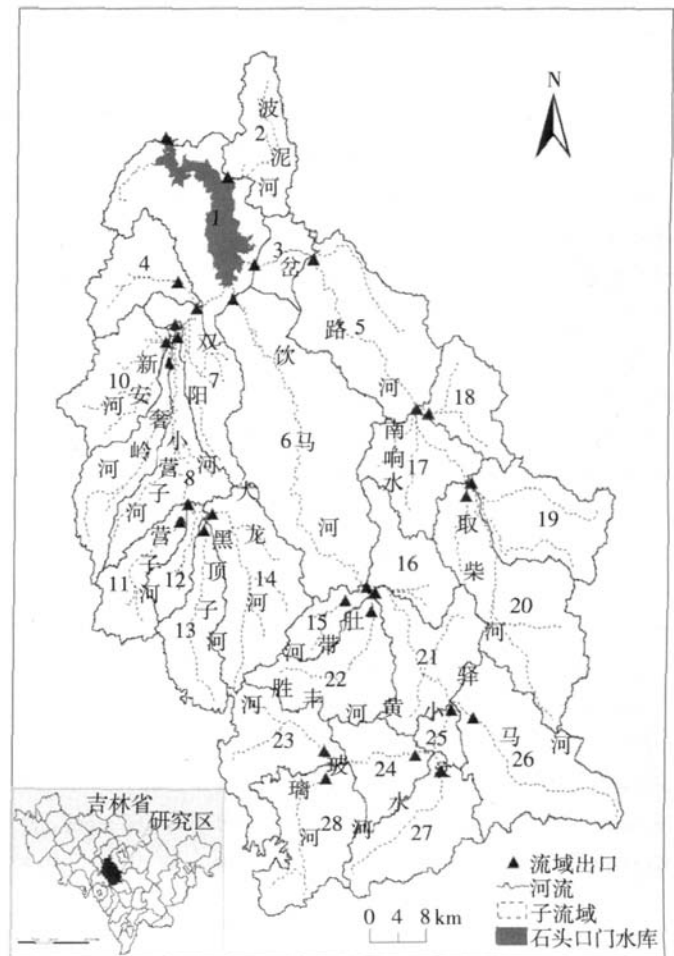 N
波
2
泥
河
1
3
岔
4
路
5
河
双
7
阳
河
饮
6
马
河
新
10
安
河
奢
岭
河
小
营
8
子
河
18
南
响
水
17
19
取
柴
河
20
大
龙
14
河
黑
顶
子
河
营
子
河
11
12
13
16
15
肚
带
河
22
胜
丰
河
21
黄
小
25
驿
马
河
26
河
23
玻
璃
河
28
24
水
河
27
吉林省
研究区
流域出口
河流
子流域
石头口门水库
0 4 8 km